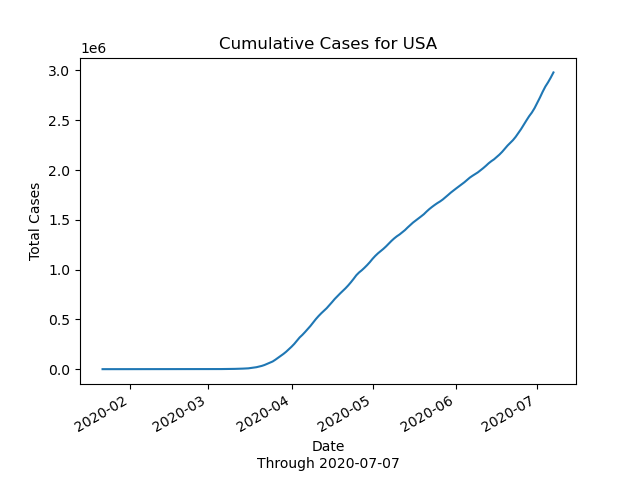 Cumulative Cases for USA
1e6
3.0
2.5
2.0
1.5
1.0
0.5
0.0
Total Cases
2020-02
2020-03
2020-04
2020-05
2020-06
2020-07
Date
Through 2020-07-07